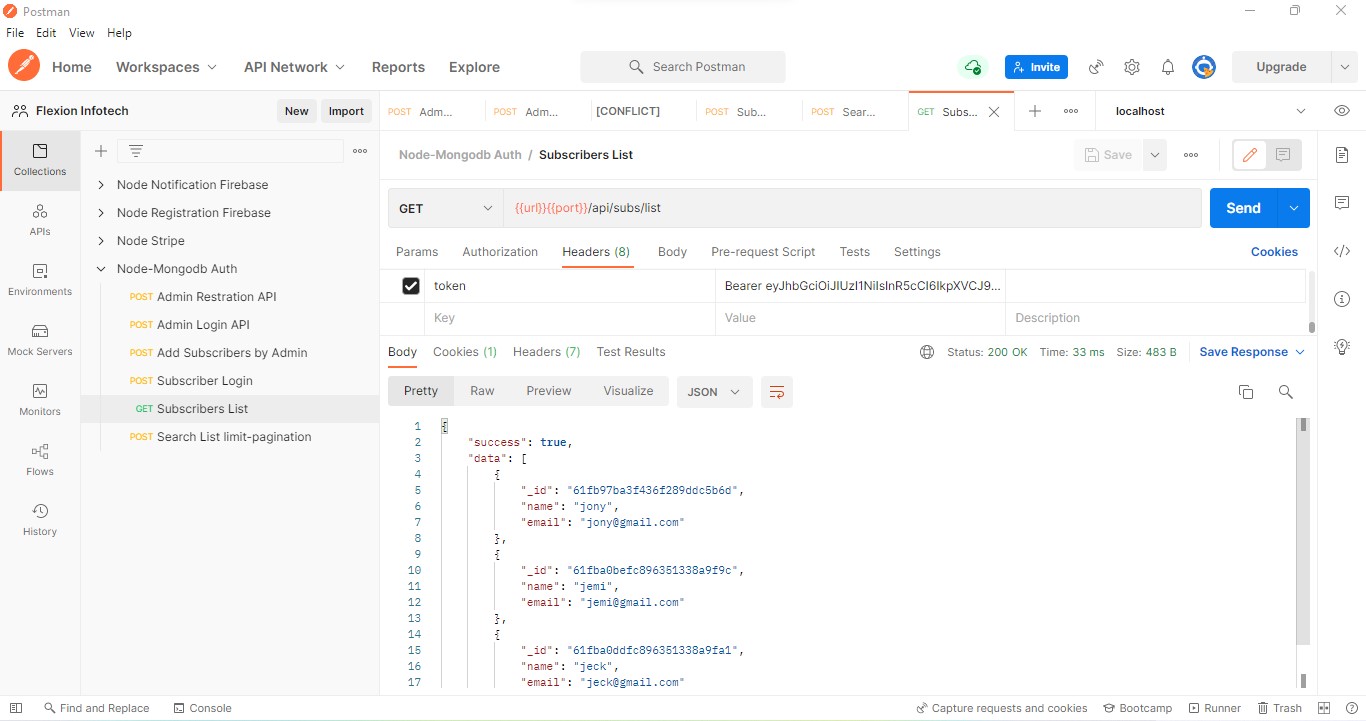 Postman
File Edit View Help
Home Workspaces API Network Reports Explore Search Postman Invite Upgrade
Flexion Infotech New Import POST Adm... POST Adm... [CONFLICT] POST Sub... POST Sear... GET Subs... localhost
Collections
APIs
Environments
Mock Servers
Monitors
Flows
History
Node Notification Firebase
Node Registration Firebase
Node Stripe
Node-Mongodb Auth
POST Admin Restration API
POST Admin Login API
POST Add Subscribers by Admin
POST Subscriber Login
GET Subscribers List
POST Search List limit-pagination
Node-Mongodb Auth / Subscribers List Save
GET {{url}}{{port}}/api/subs/list Send
Params Authorization Headers (8) Body Pre-request Script Tests Settings Cookies
token Bearer eyJhbGciOiJIUzI1NiIsInR5cCI6IkpXVCJ9...
Key Value Description
Body Cookies (1) Headers (7) Test Results Status: 200 OK Time: 33 ms Size: 483 B Save Response
Pretty Raw Preview Visualize JSON
1 {
2 "success": true,
3 "data": [
4 {
5 "_id": "61fb97ba3f436f289ddc5b6d",
6 "name": "jony",
7 "email": "jony@gmail.com"
8 },
9 {
10 "_id": "61fba0befc896351338a9f9c",
11 "name": "jemi",
12 "email": "jemi@gmail.com"
13 },
14 {
15 "_id": "61fba0ddfc896351338a9fa1",
16 "name": "jeck",
17 "email": "jeck@gmail.com"
Find and Replace Console Capture requests and cookies Bootcamp Runner Trash